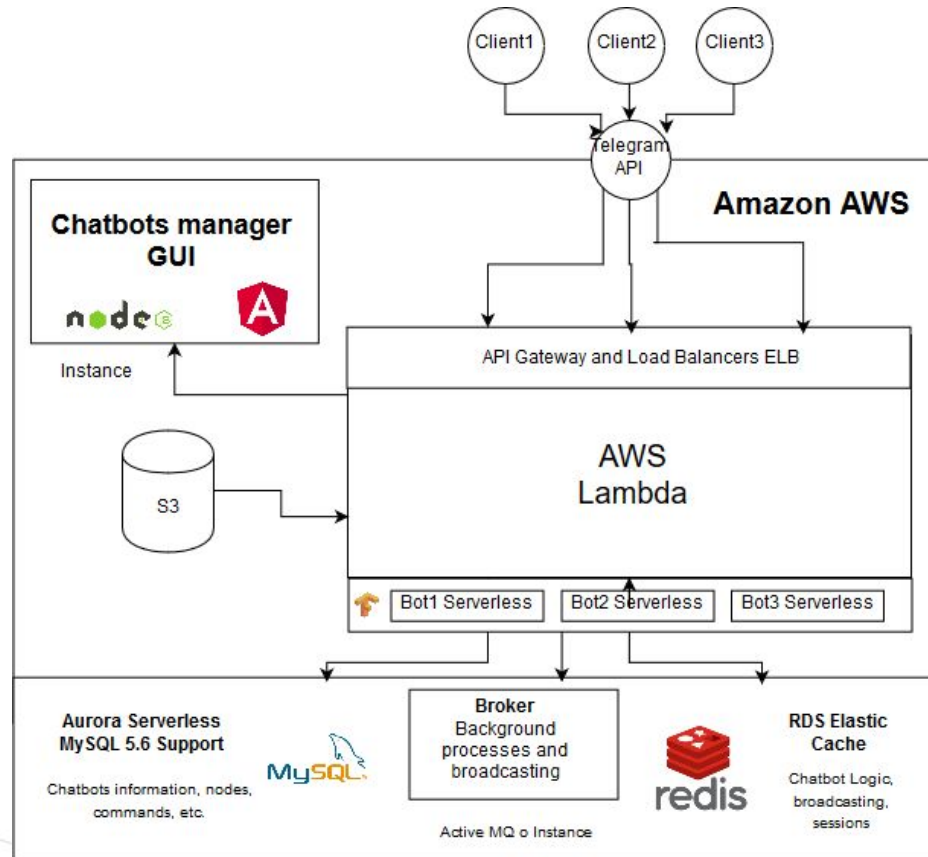 Client1
Client2
Client3
Telegram
API
Amazon AWS
Chatbots manager
GUI
node
Instance
API Gateway and Load Balancers ELB
AWS
Lambda
S3
Bot1 Serverless
Bot2 Serverless
Bot3 Serverless
Aurora Serverless
MySQL 5.6 Support
MySQL
Chatbots information, nodes,
commands, etc.
Broker
Background
processes and
broadcasting
Active MQ o Instance
redis
RDS Elastic
Cache
Chatbot Logic,
broadcasting,
sessions